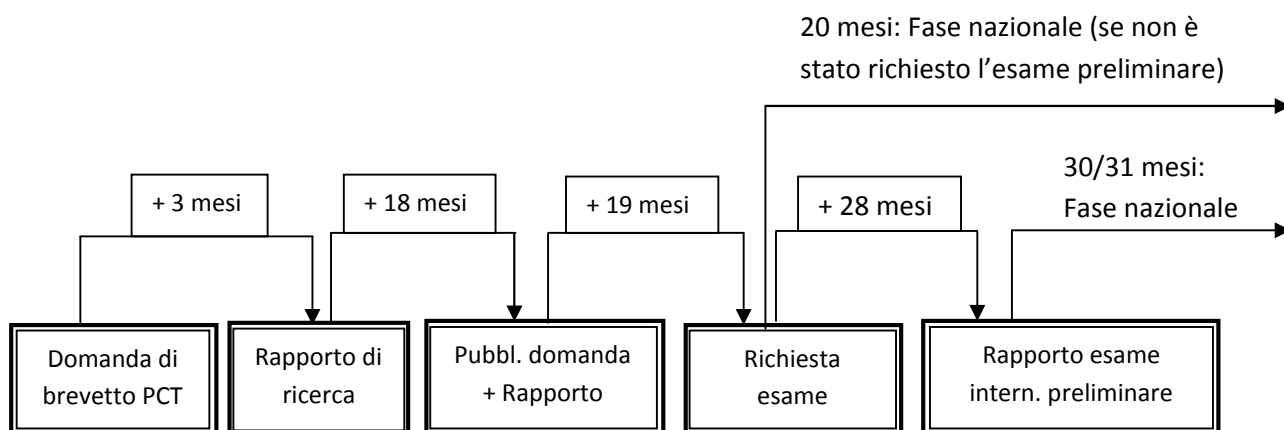 20 mesi: Fase nazionale (se non è
stato richiesto l’esame preliminare)
30/31 mesi:
Fase nazionale
+ 3 mesi
+ 18 mesi
+ 19 mesi
+ 28 mesi
Domanda di
brevetto PCT
Rapporto di
ricerca
Pubbl. domanda
+ Rapporto
Richiesta
esame
Rapporto esame
intern. preliminare